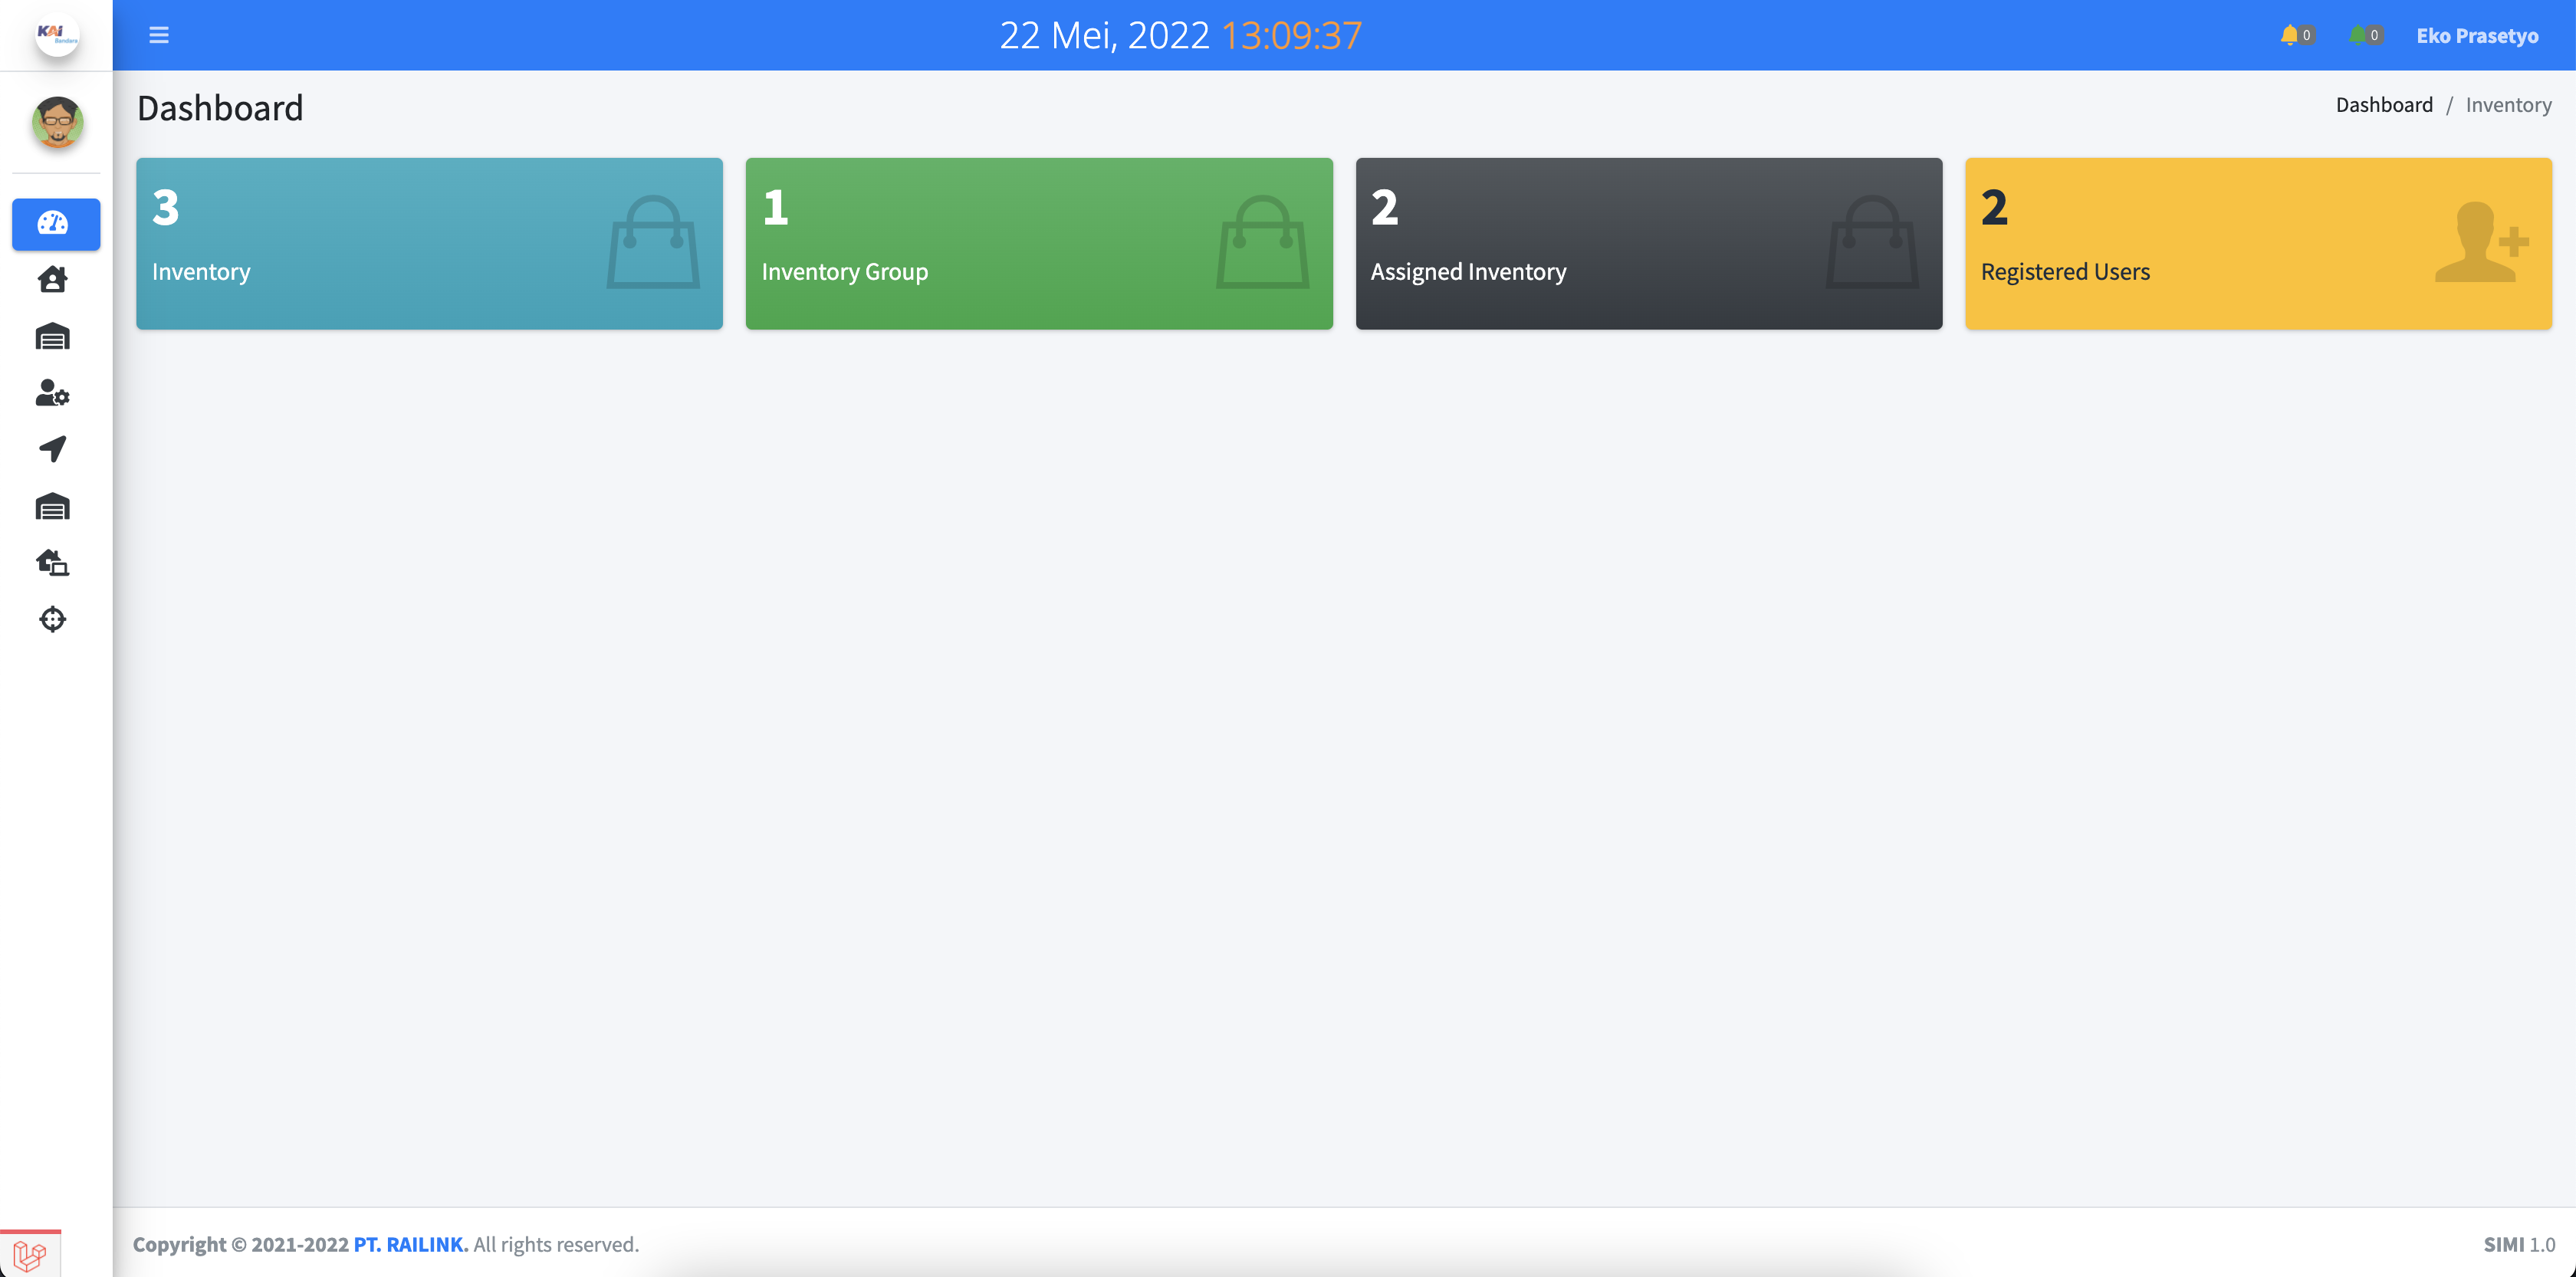 KAI
Bandara
22 Mei, 2022 13:09:37
0
0
Eko Prasetyo
Dashboard
Dashboard / Inventory
3
Inventory
1
Inventory Group
2
Assigned Inventory
2
Registered Users
Copyright © 2021-2022 PT. RAILINK. All rights reserved.
SIMI 1.0